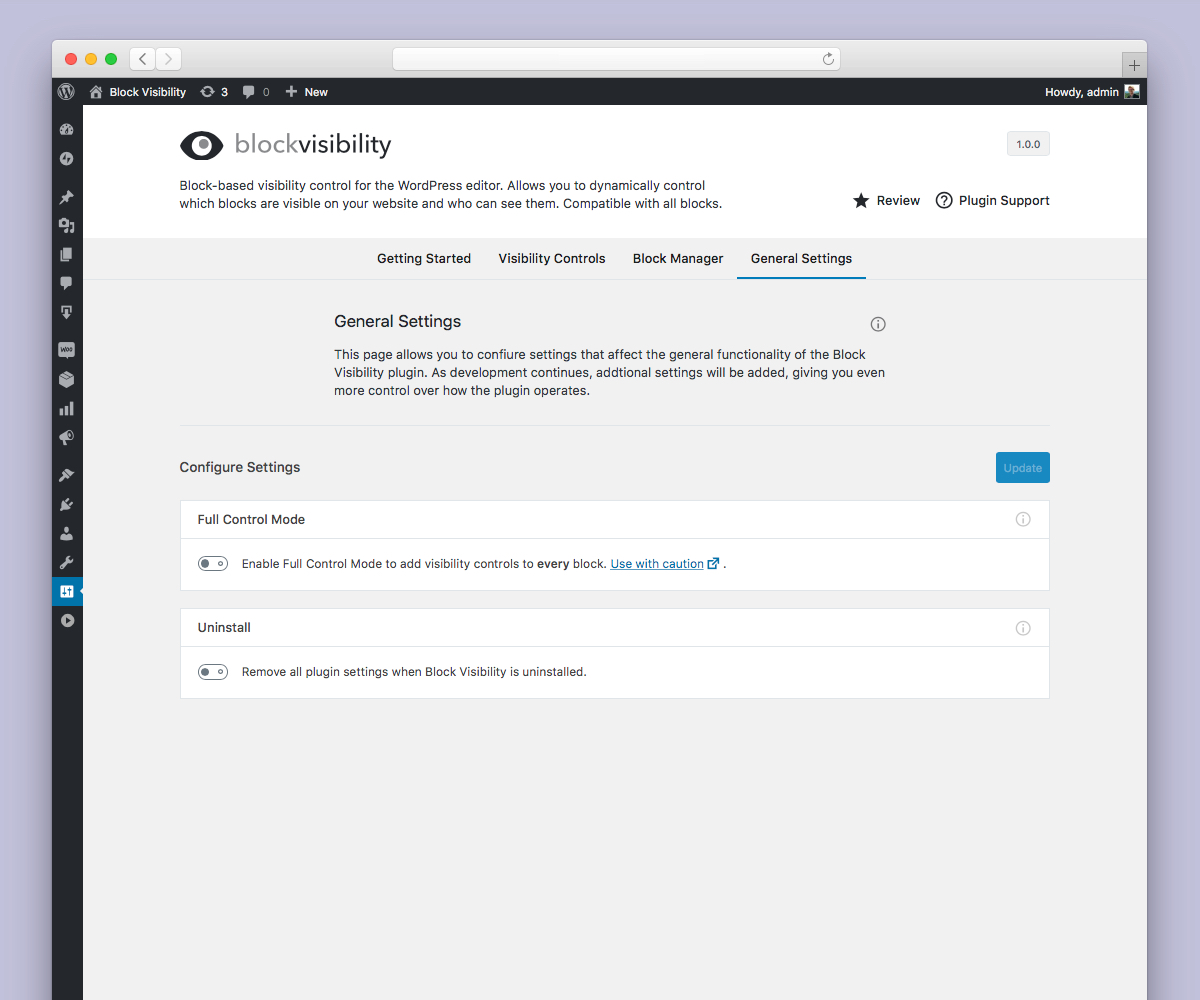 Block Visibility 3 0 New Howdy, admin
blockvisibility
1.0.0
Block-based visibility control for the WordPress editor. Allows you to dynamically control
which blocks are visible on your website and who can see them. Compatible with all blocks.
Review Plugin Support
Getting Started Visibility Controls Block Manager General Settings
General Settings
This page allows you to confiure settings that affect the general functionality of the Block
Visibility plugin. As development continues, addtional settings will be added, giving you even
more control over how the plugin operates.
Woo
Configure Settings
Update
Full Control Mode
Enable Full Control Mode to add visibility controls to every block. Use with caution .
Uninstall
Remove all plugin settings when Block Visibility is uninstalled.